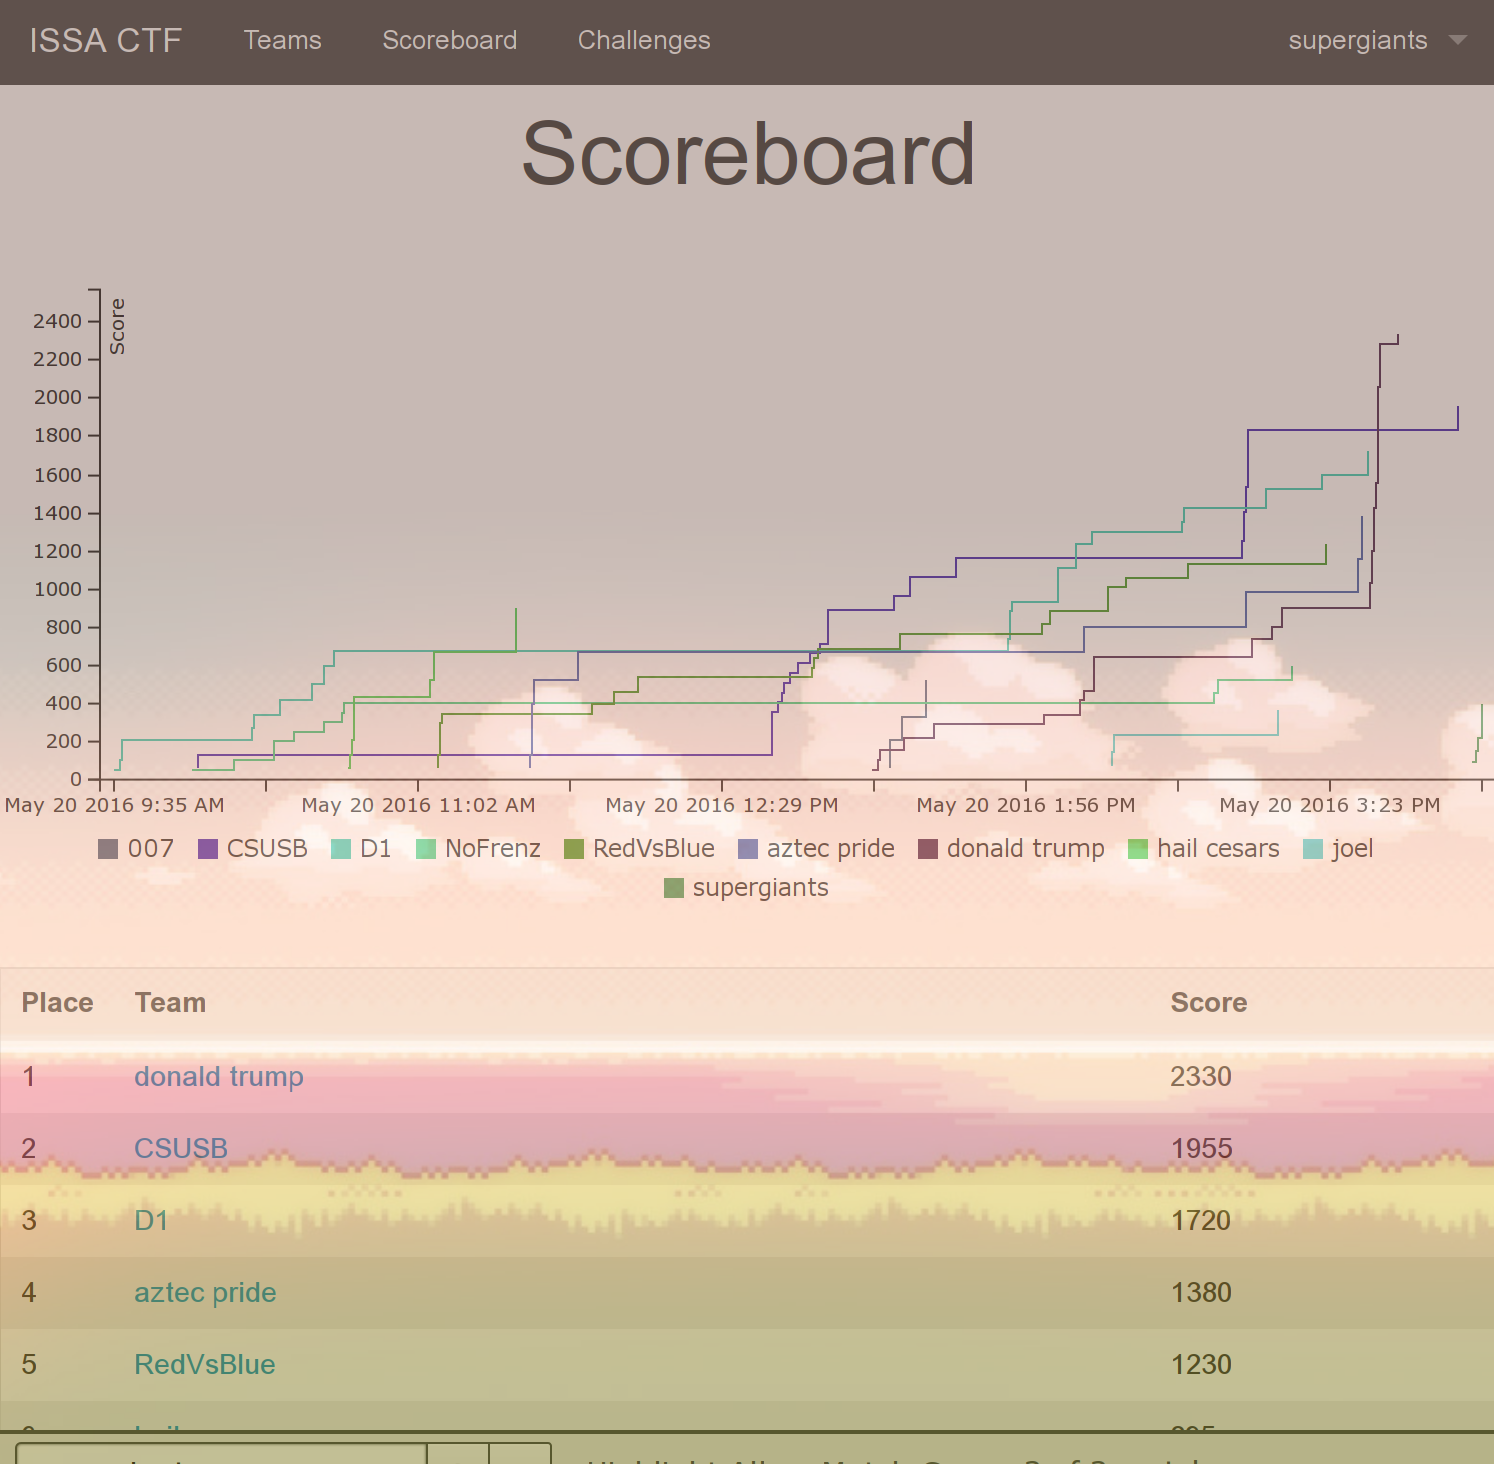 ISSA CTF Teams Scoreboard Challenges supergiants
Scoreboard
Score
2400
2200
2000
1800
1600
1400
1200
1000
800
600
400
200
0
May 20 2016 9:35 AM May 20 2016 11:02 AM May 20 2016 12:29 PM May 20 2016 1:56 PM May 20 2016 3:23 PM
007 CSUSB D1 NoFrenz RedVsBlue aztec pride donald trump hail cesars joel
supergiants
Place Team Score
1 donald trump 2330
2 CSUSB 1955
3 D1 1720
4 aztec pride 1380
5 RedVsBlue 1230